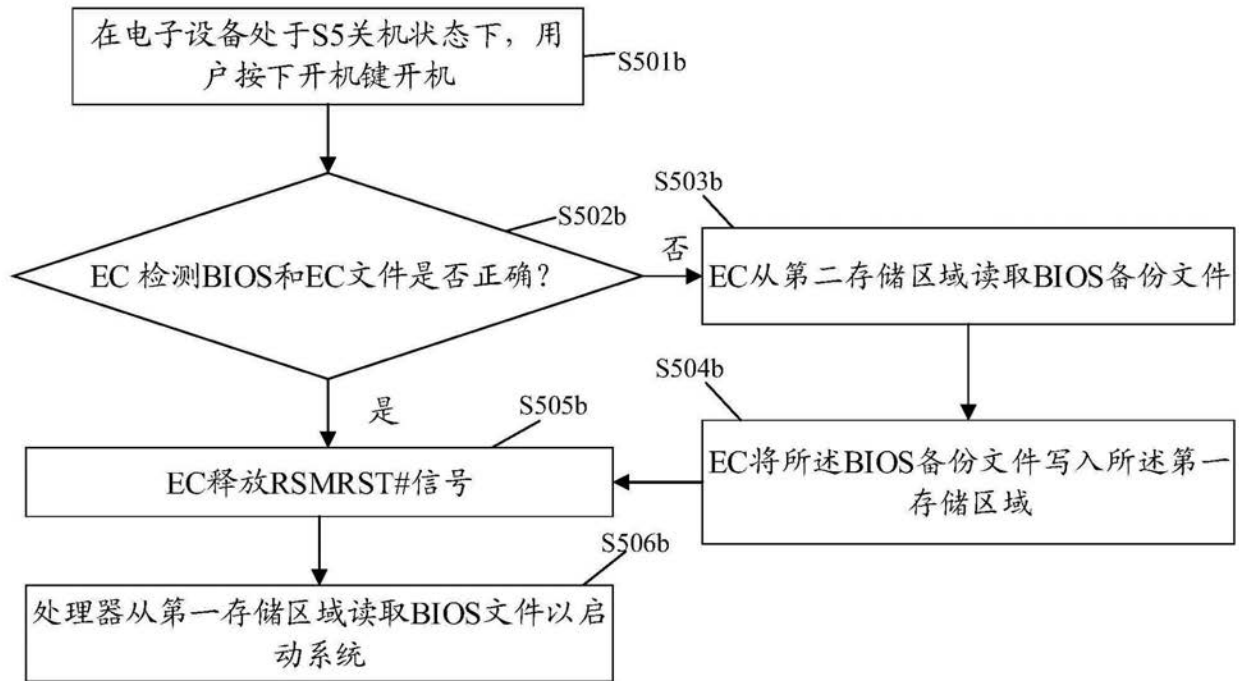 在电子设备处于S5关机状态下，用
户按下开机键开机
S501b
S503b
S502b
否
EC 检测BIOS和EC文件是否正确？
EC从第二存储区域读取BIOS备份文件
S504b
是
S505b
EC将所述BIOS备份文件写入所述第一
存储区域
EC释放RSMRST#信号
S506b
处理器从第一存储区域读取BIOS文件以启
动系统